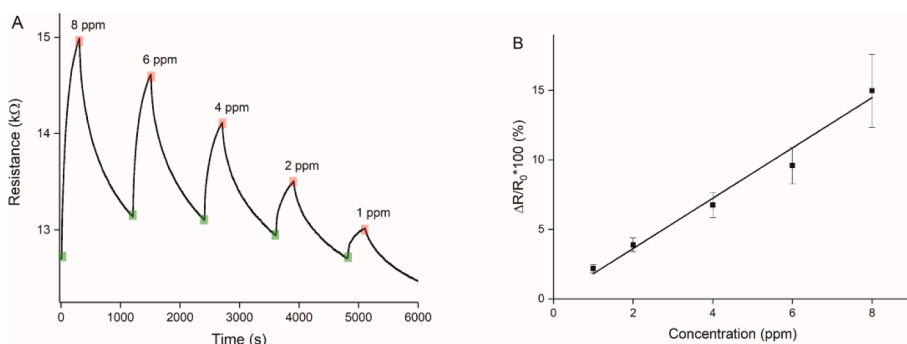 A
8 ppm
6 ppm
4 ppm
2 ppm
1 ppm
15
14
13
Resistance (kΩ)
0
1000
2000
3000
4000
5000
6000
Time (s)
B
ΔR/R₀*100 (%)
15
10
5
0
0
2
4
6
8
Concentration (ppm)